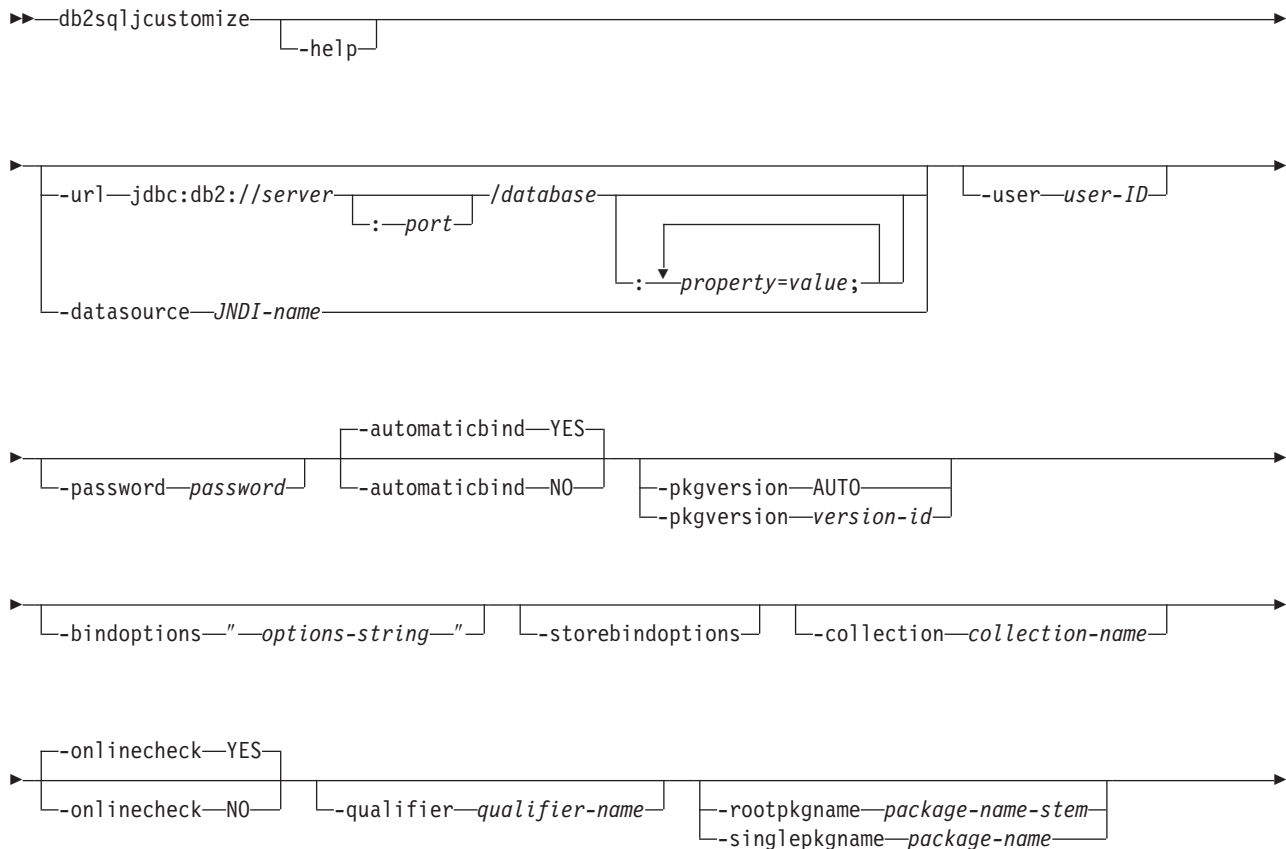 db2sqljcustomize
-help
-url jdbc:db2://server /database -user user-ID
: port
: property=value;
-datasource JNDI-name
-automaticbind YES
-password password -automaticbind NO -pkgversion AUTO
-pkgversion version-id
-bindoptions " options-string " -storebindoptions -collection collection-name
-onlinecheck YES
-onlinecheck NO -qualifier qualifier-name -rootpkgname package-name-stem
-singlepkgname package-name